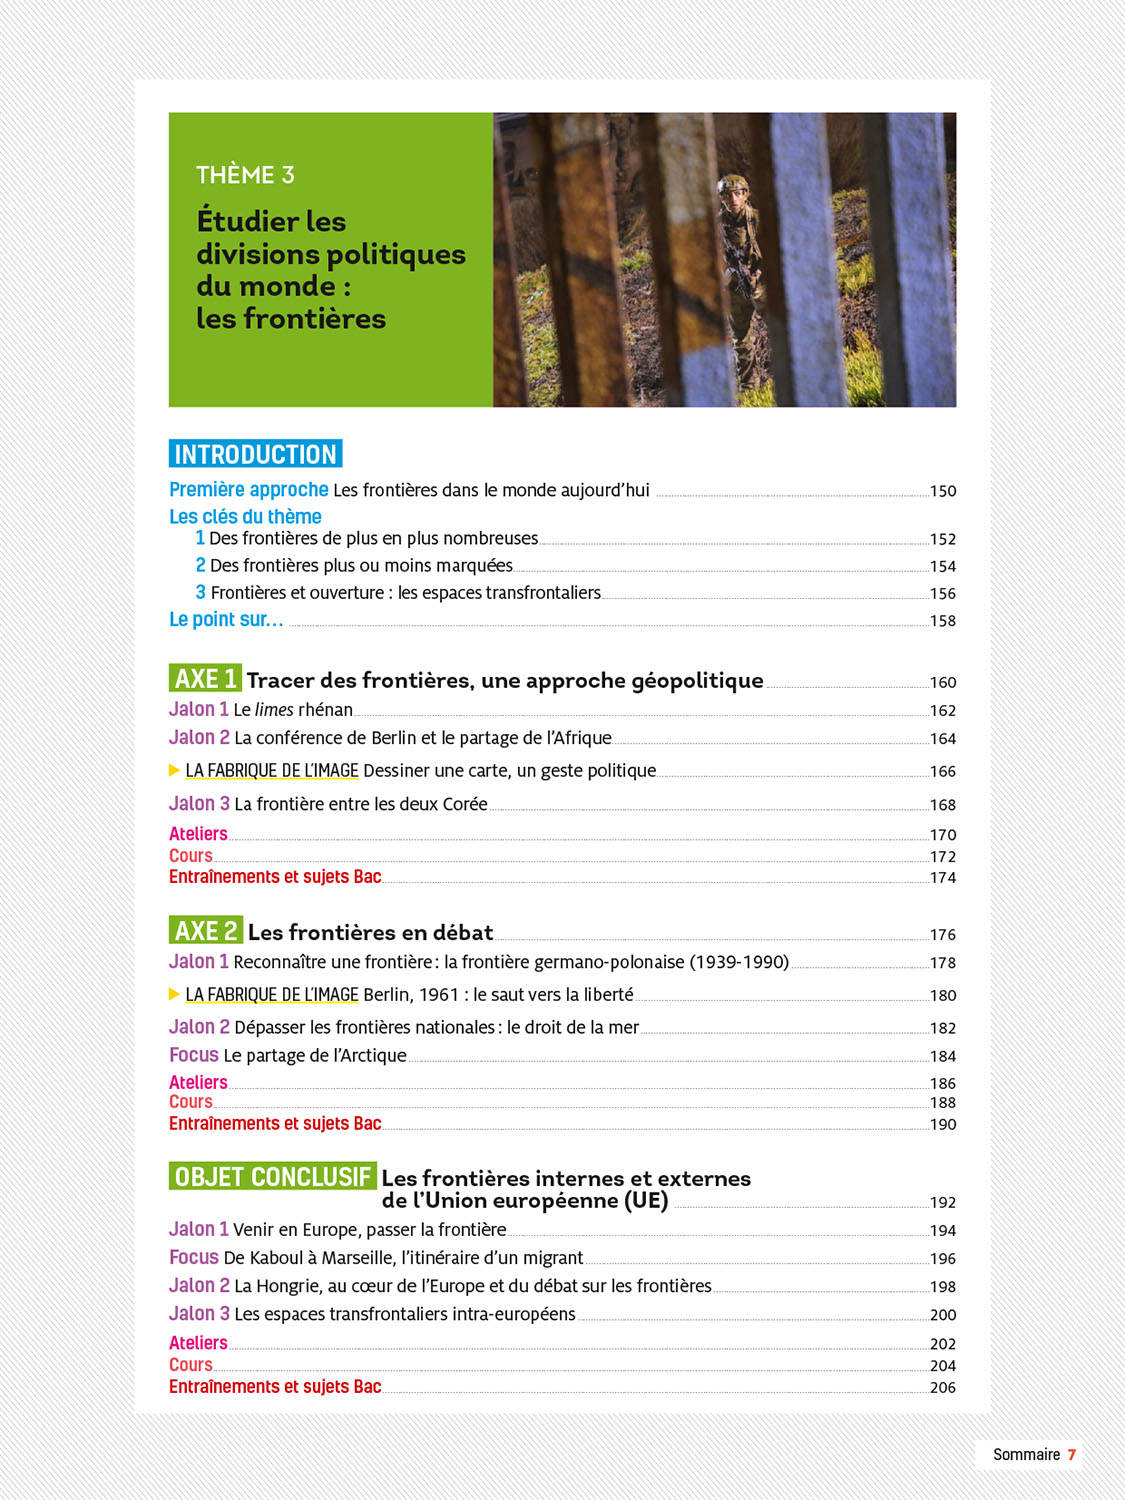 THÈME 3
Étudier les
divisions politiques
du monde :
les frontières
INTRODUCTION
Première approche Les frontières dans le monde aujourd'hui 150
Les clés du thème
1 Des frontières de plus en plus nombreuses 152
2 Des frontières plus ou moins marquées 154
3 Frontières et ouverture : les espaces transfrontaliers 156
Le point sur... 158
AXE 1 Tracer des frontières, une approche géopolitique 160
Jalon 1 Le limes rhénan 162
Jalon 2 La conférence de Berlin et le partage de l'Afrique 164
▶ LA FABRIQUE DE L'IMAGE Dessiner une carte, un geste politique 166
Jalon 3 La frontière entre les deux Corée 168
Ateliers 170
Cours 172
Entraînements et sujets Bac 174
AXE 2 Les frontières en débat 176
Jalon 1 Reconnaître une frontière : la frontière germano-polonaise (1939-1990) 178
▶ LA FABRIQUE DE L'IMAGE Berlin, 1961 : le saut vers la liberté 180
Jalon 2 Dépasser les frontières nationales : le droit de la mer 182
Focus Le partage de l'Arctique 184
Ateliers 186
Cours 188
Entraînements et sujets Bac 190
OBJET CONCLUSIF Les frontières internes et externes
de l'Union européenne (UE) 192
Jalon 1 Venir en Europe, passer la frontière 194
Focus De Kaboul à Marseille, l'itinéraire d'un migrant 196
Jalon 2 La Hongrie, au cœur de l'Europe et du débat sur les frontières 198
Jalon 3 Les espaces transfrontaliers intra-européens 200
Ateliers 202
Cours 204
Entraînements et sujets Bac 206
Sommaire 7